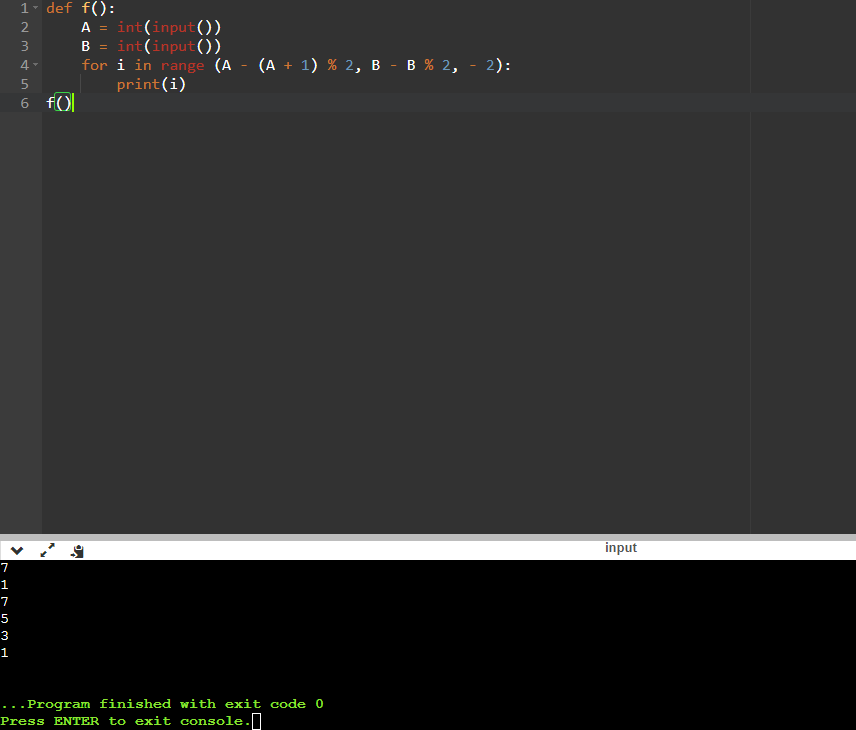 1 def f():
2     A = int(input())
3     B = int(input())
4     for i in range (A - (A + 1) % 2, B - B % 2, - 2):
5         print(i)
6 f()
input
7
1
7
5
3
1
...Program finished with exit code 0
Press ENTER to exit console.